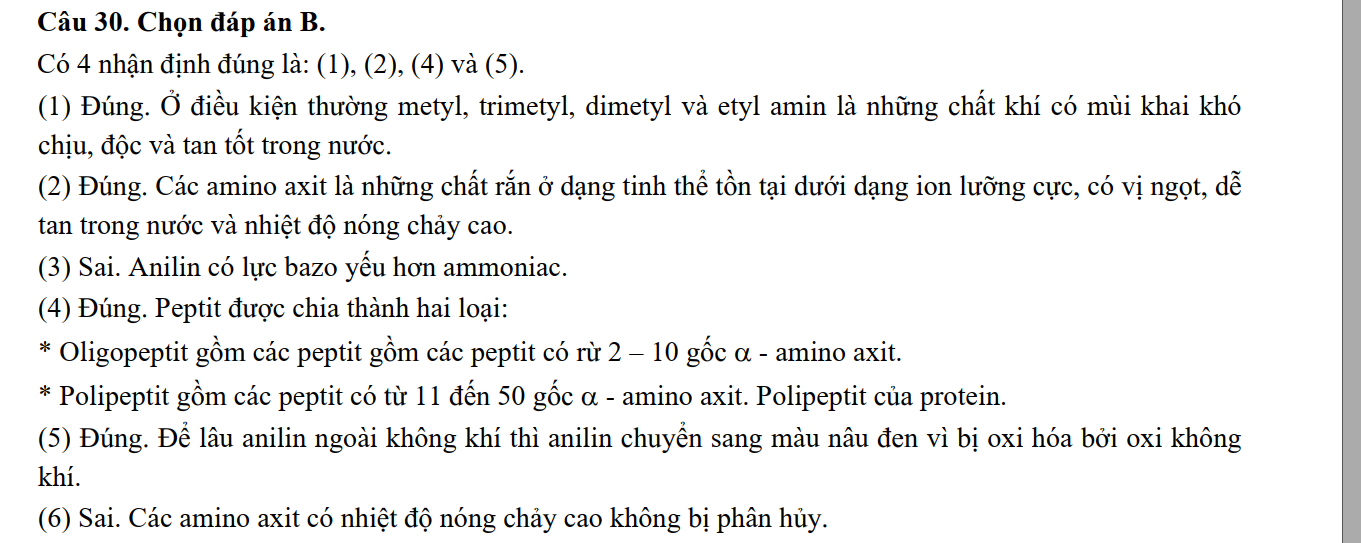 Câu 30. Chọn đáp án B.
Có 4 nhận định đúng là: (1), (2), (4) và (5).
(1) Đúng. Ở điều kiện thường metyl, trimetyl, dimetyl và etyl amin là những chất khí có mùi khai khó
chịu, độc và tan tốt trong nước.
(2) Đúng. Các amino axit là những chất rắn ở dạng tinh thể tồn tại dưới dạng ion lưỡng cực, có vị ngọt, dễ
tan trong nước và nhiệt độ nóng chảy cao.
(3) Sai. Anilin có lực bazo yếu hơn ammoniac.
(4) Đúng. Peptit được chia thành hai loại:
* Oligopeptit gồm các peptit gồm các peptit có rừ 2 – 10 gốc α - amino axit.
* Polipeptit gồm các peptit có từ 11 đến 50 gốc α - amino axit. Polipeptit của protein.
(5) Đúng. Để lâu anilin ngoài không khí thì anilin chuyển sang màu nâu đen vì bị oxi hóa bởi oxi không
khí.
(6) Sai. Các amino axit có nhiệt độ nóng chảy cao không bị phân hủy.